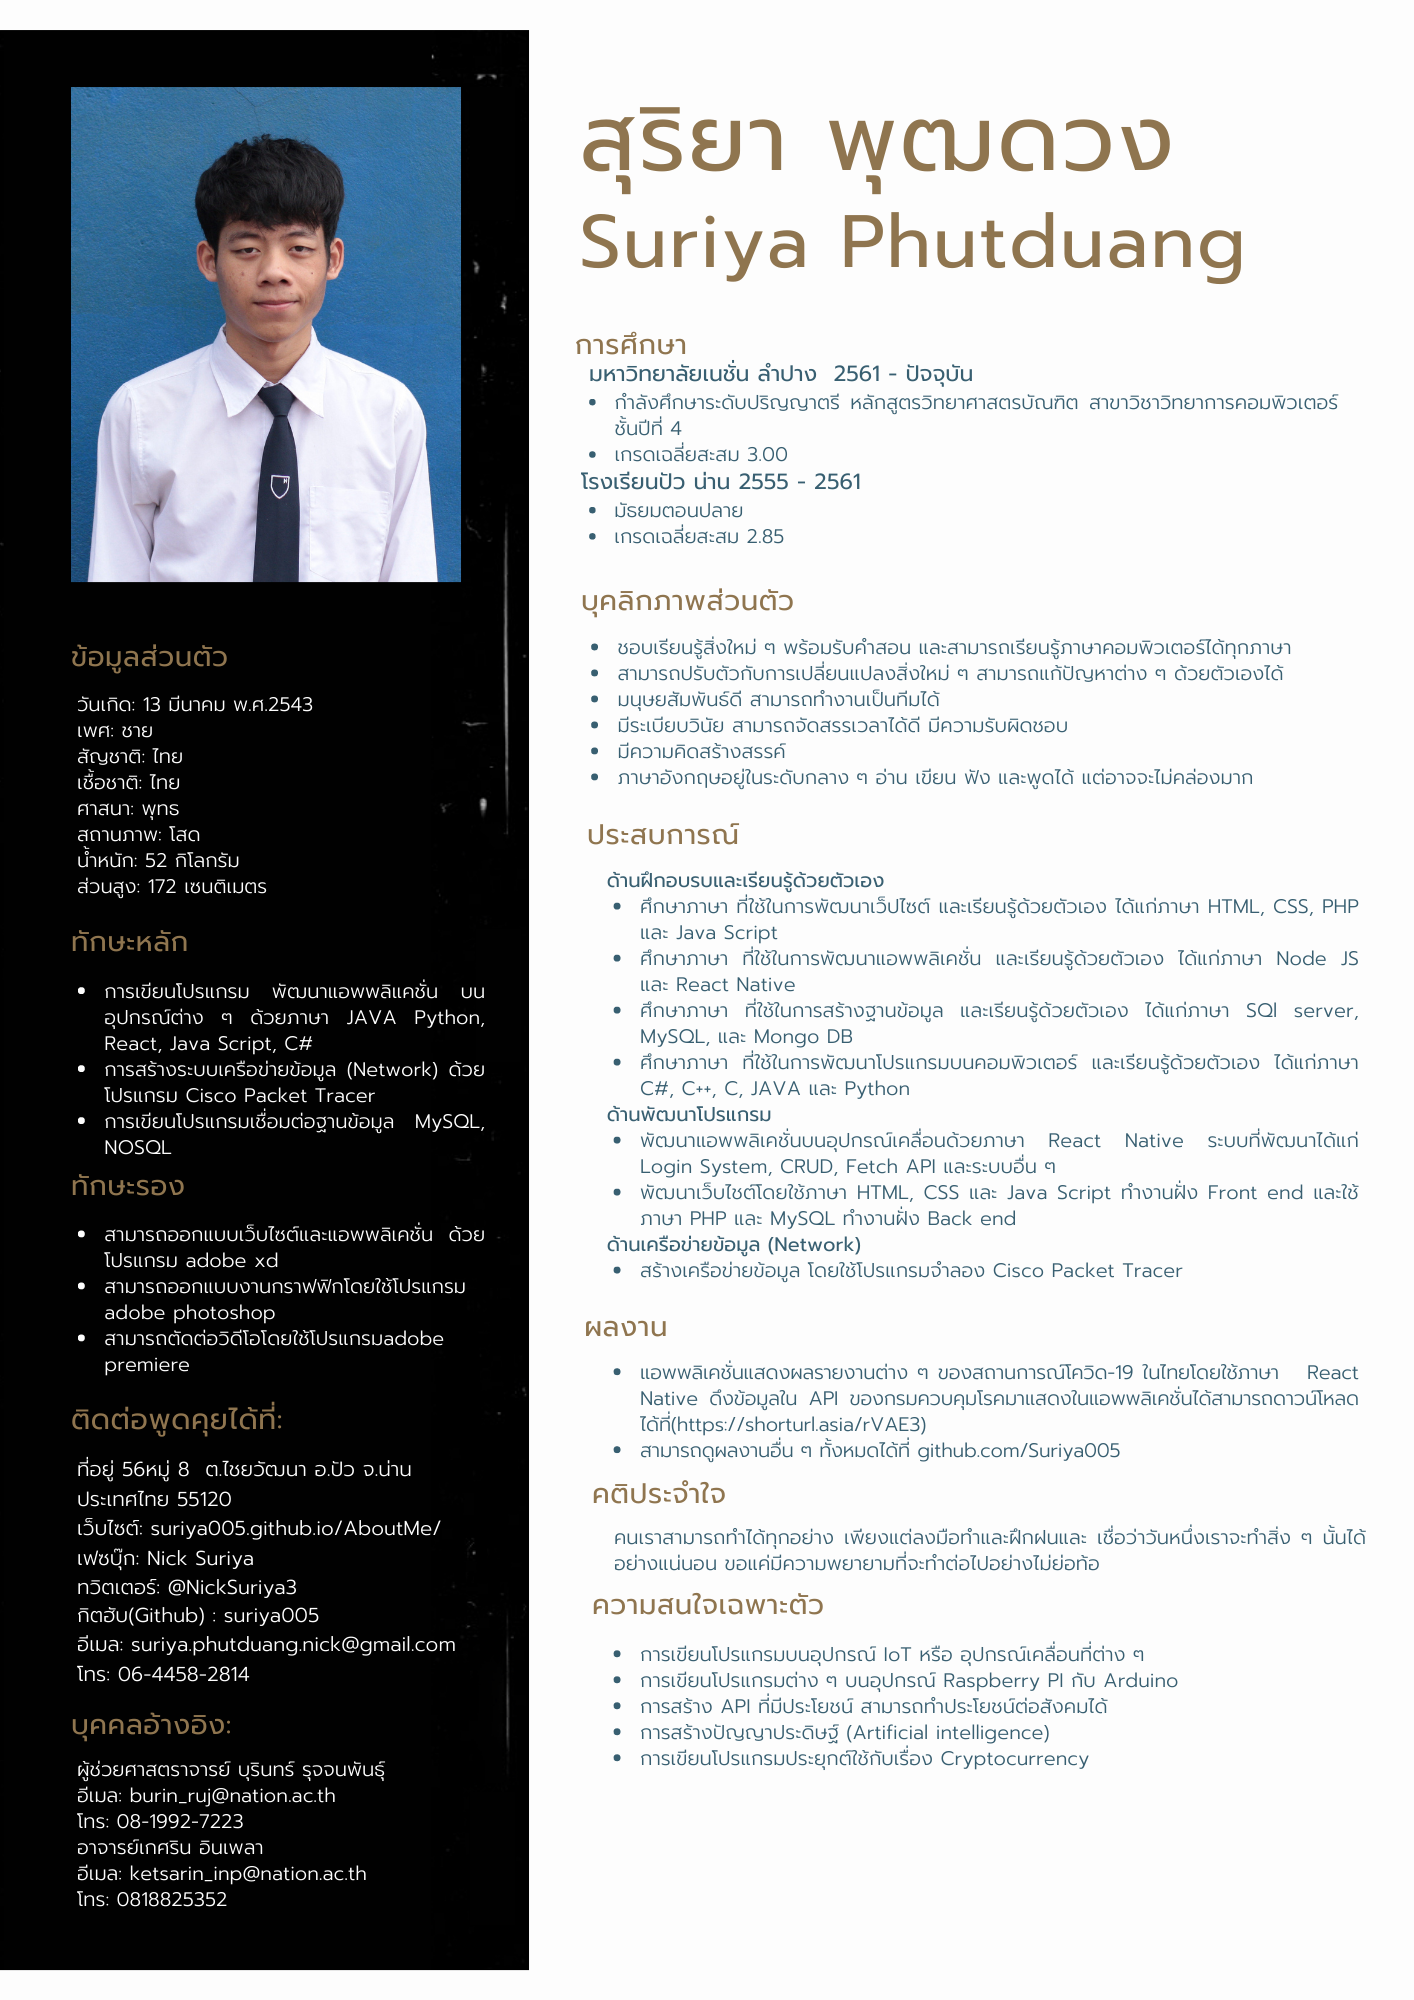 สุริยา พุฒดวง
Suriya Phutduang
ข้อมูลส่วนตัว
วันเกิด: 13 มีนาคม พ.ศ.2543
เพศ: ชาย
สัญชาติ: ไทย
เชื้อชาติ: ไทย
ศาสนา: พุทธ
สถานภาพ: โสด
น้ำหนัก: 52 กิโลกรัม
ส่วนสูง: 172 เซนติเมตร
ทักษะหลัก
• การเขียนโปรแกรม พัฒนาแอพพลิแคชั่น บน
อุปกรณ์ต่าง ๆ ด้วยภาษา JAVA Python,
React, Java Script, C#
• การสร้างระบบเครือข่ายข้อมูล (Network) ด้วย
โปรแกรม Cisco Packet Tracer
• การเขียนโปรแกรมเชื่อมต่อฐานข้อมูล MySQL,
NOSQL
ทักษะรอง
• สามารถออกแบบเว็บไซต์และแอพพลิเคชั่น ด้วย
โปรแกรม adobe xd
• สามารถออกแบบงานกราฟฟิกโดยใช้โปรแกรม
adobe photoshop
• สามารถตัดต่อวิดีโอโดยใช้โปรแกรมadobe
premiere
ติดต่อพูดคุยได้ที่:
ที่อยู่ 56หมู่ 8 ต.ไชยวัฒนา อ.ปัว จ.น่าน
ประเทศไทย 55120
เว็บไซต์: suriya005.github.io/AboutMe/
เฟซบุ๊ก: Nick Suriya
ทวิตเตอร์: @NickSuriya3
กิตฮับ(Github) : suriya005
อีเมล: suriya.phutduang.nick@gmail.com
โทร: 06-4458-2814
บุคคลอ้างอิง:
ผู้ช่วยศาสตราจารย์ บุรินทร์ รุจจนพันธุ์
อีเมล: burin_ruj@nation.ac.th
โทร: 08-1992-7223
อาจารย์เกศริน อินเพลา
อีเมล: ketsarin_inp@nation.ac.th
โทร: 0818825352
การศึกษา
มหาวิทยาลัยเนชั่น ลำปาง 2561 - ปัจจุบัน
• กำลังศึกษาระดับปริญญาตรี หลักสูตรวิทยาศาสตรบัณฑิต สาขาวิชาวิทยาการคอมพิวเตอร์
ชั้นปีที่ 4
• เกรดเฉลี่ยสะสม 3.00
โรงเรียนปัว น่าน 2555 - 2561
• มัธยมตอนปลาย
• เกรดเฉลี่ยสะสม 2.85
บุคลิกภาพส่วนตัว
• ชอบเรียนรู้สิ่งใหม่ ๆ พร้อมรับคำสอน และสามารถเรียนรู้ภาษาคอมพิวเตอร์ได้ทุกภาษา
• สามารถปรับตัวกับการเปลี่ยนแปลงสิ่งใหม่ ๆ สามารถแก้ปัญหาต่าง ๆ ด้วยตัวเองได้
• มนุษยสัมพันธ์ดี สามารถทำงานเป็นทีมได้
• มีระเบียบวินัย สามารถจัดสรรเวลาได้ดี มีความรับผิดชอบ
• มีความคิดสร้างสรรค์
• ภาษาอังกฤษอยู่ในระดับกลาง ๆ อ่าน เขียน ฟัง และพูดได้ แต่อาจจะไม่คล่องมาก
ประสบการณ์
ด้านฝึกอบรบและเรียนรู้ด้วยตัวเอง
• ศึกษาภาษา ที่ใช้ในการพัฒนาเว็ปไซต์ และเรียนรู้ด้วยตัวเอง ได้แก่ภาษา HTML, CSS, PHP
และ Java Script
• ศึกษาภาษา ที่ใช้ในการพัฒนาแอพพลิเคชั่น และเรียนรู้ด้วยตัวเอง ได้แก่ภาษา Node JS
และ React Native
• ศึกษาภาษา ที่ใช้ในการสร้างฐานข้อมูล และเรียนรู้ด้วยตัวเอง ได้แก่ภาษา SQl server,
MySQL, และ Mongo DB
• ศึกษาภาษา ที่ใช้ในการพัฒนาโปรแกรมบนคอมพิวเตอร์ และเรียนรู้ด้วยตัวเอง ได้แก่ภาษา
C#, C++, C, JAVA และ Python
ด้านพัฒนาโปรแกรม
• พัฒนาแอพพลิเคชั่นบนอุปกรณ์เคลื่อนด้วยภาษา React Native ระบบที่พัฒนาได้แก่
Login System, CRUD, Fetch API และระบบอื่น ๆ
• พัฒนาเว็บไซต์โดยใช้ภาษา HTML, CSS และ Java Script ทำงานฝั่ง Front end และใช้
ภาษา PHP และ MySQL ทำงานฝั่ง Back end
ด้านเครือข่ายข้อมูล (Network)
• สร้างเครือข่ายข้อมูล โดยใช้โปรแกรมจำลอง Cisco Packet Tracer
ผลงาน
• แอพพลิเคชั่นแสดงผลรายงานต่าง ๆ ของสถานการณ์โควิด-19 ในไทยโดยใช้ภาษา React
Native ดึงข้อมูลใน API ของกรมควบคุมโรคมาแสดงในแอพพลิเคชั่นได้สามารถดาวน์โหลด
ได้ที่(https://shorturl.asia/rVAE3)
• สามารถดูผลงานอื่น ๆ ทั้งหมดได้ที่ github.com/Suriya005
คติประจำใจ
คนเราสามารถทำได้ทุกอย่าง เพียงแต่ลงมือทำและฝึกฝนและ เชื่อว่าวันหนึ่งเราจะทำสิ่ง ๆ นั้นได้
อย่างแน่นอน ขอแค่มีความพยายามที่จะทำต่อไปอย่างไม่ย่อท้อ
ความสนใจเฉพาะตัว
• การเขียนโปรแกรมบนอุปกรณ์ IoT หรือ อุปกรณ์เคลื่อนที่ต่าง ๆ
• การเขียนโปรแกรมต่าง ๆ บนอุปกรณ์ Raspberry PI กับ Arduino
• การสร้าง API ที่มีประโยชน์ สามารถทำประโยชน์ต่อสังคมได้
• การสร้างปัญญาประดิษฐ์ (Artificial intelligence)
• การเขียนโปรแกรมประยุกต์ใช้กับเรื่อง Cryptocurrency